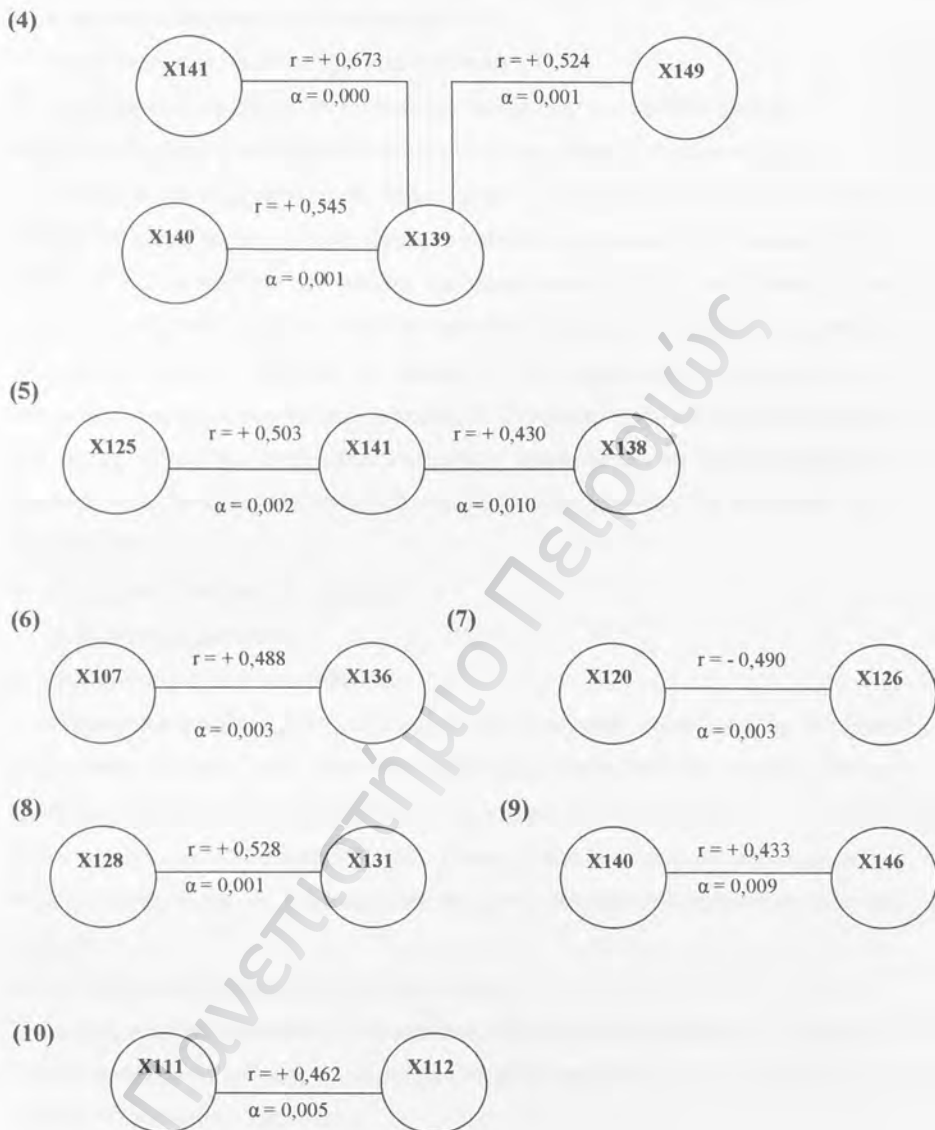 (4)
X141 r = + 0,673 r = + 0,524 X149
α = 0,000 α = 0,001
r = + 0,545
X140 X139
α = 0,001
(5)
X125 r = + 0,503 X141 r = + 0,430 X138
α = 0,002 α = 0,010
(6) (7)
X107 r = + 0,488 X136 X120 r = - 0,490 X126
α = 0,003 α = 0,003
(8) (9)
X128 r = + 0,528 X131 X140 r = + 0,433 X146
α = 0,001 α = 0,009
(10)
X111 r = + 0,462 X112
α = 0,005
Πανεπιστήμιο Πειραιώς